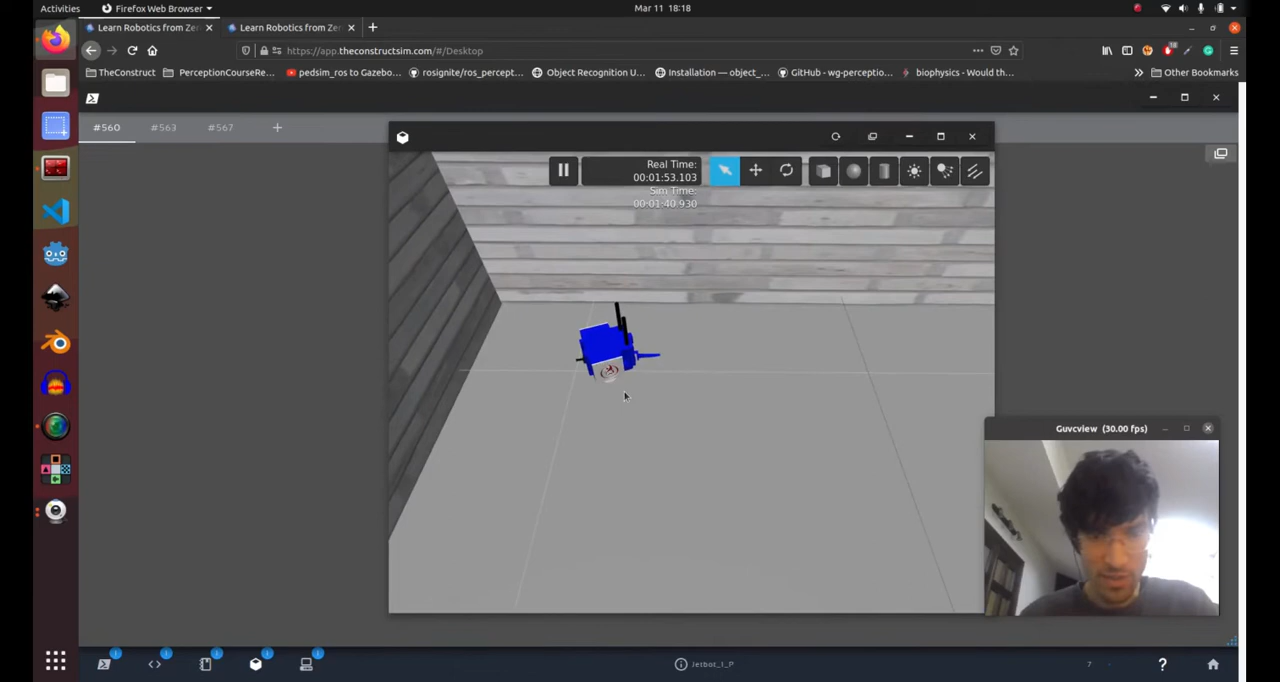 Activities
Firefox Web Browser
Mar 11 18:18
Learn Robotics from Zer
Learn Robotics from Zer
https://app.theconstructsim.com/#/Desktop
TheConstruct
PerceptionCourseRe...
pedsim_ros to Gazebo...
rosignite/ros_percept...
Object Recognition U...
Installation — object_...
GitHub - wg-perceptio...
biophysics - Would th...
Other Bookmarks
#560
#563
#567
Real Time:
00:01:53.103
Sim Time:
00:01:40.930
Guvcview (30.00 fps)
Jetbot_1_P
7